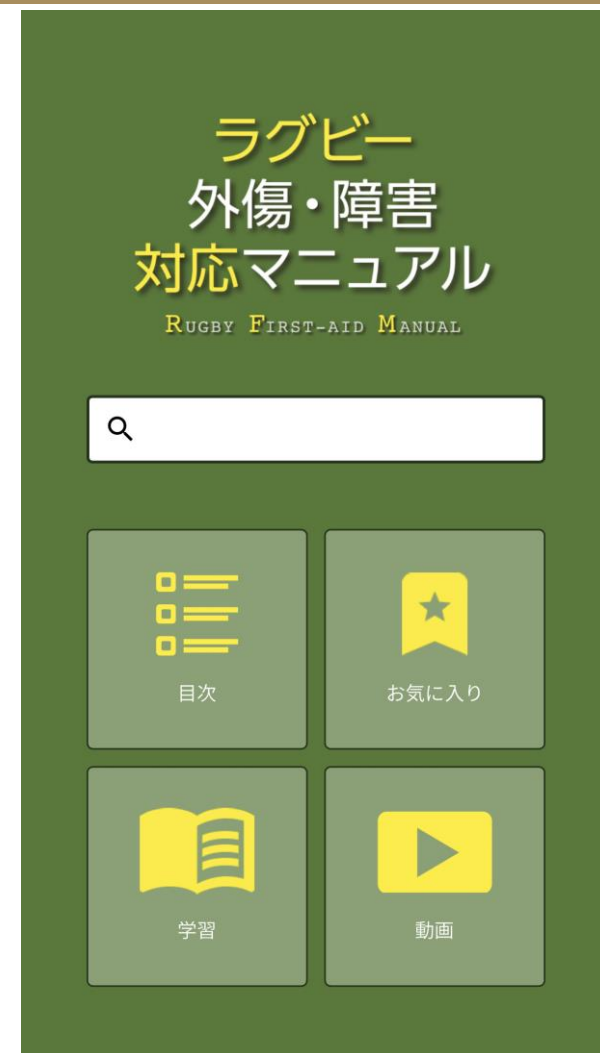 ラグビー
外傷・障害
対応マニュアル
RUGBY FIRST-AID MANUAL
目次
お気に入り
学習
動画